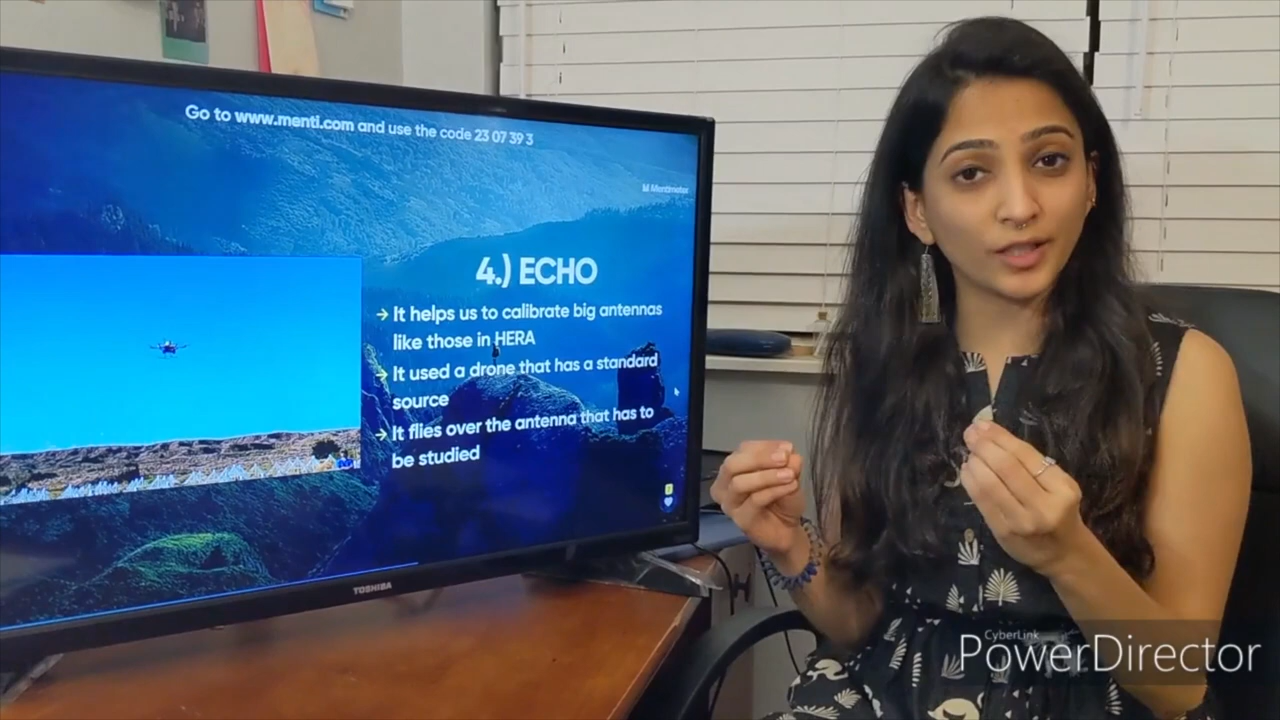 Go to www.menti.com and use the code 23 07 39 3
Mentimeter
4.) ECHO
→ It helps us to calibrate big antennas
like those in HERA
→ It used a drone that has a standard
source
→ It flies over the antenna that has to
be studied
TOSHIBA
CyberLink
PowerDirector